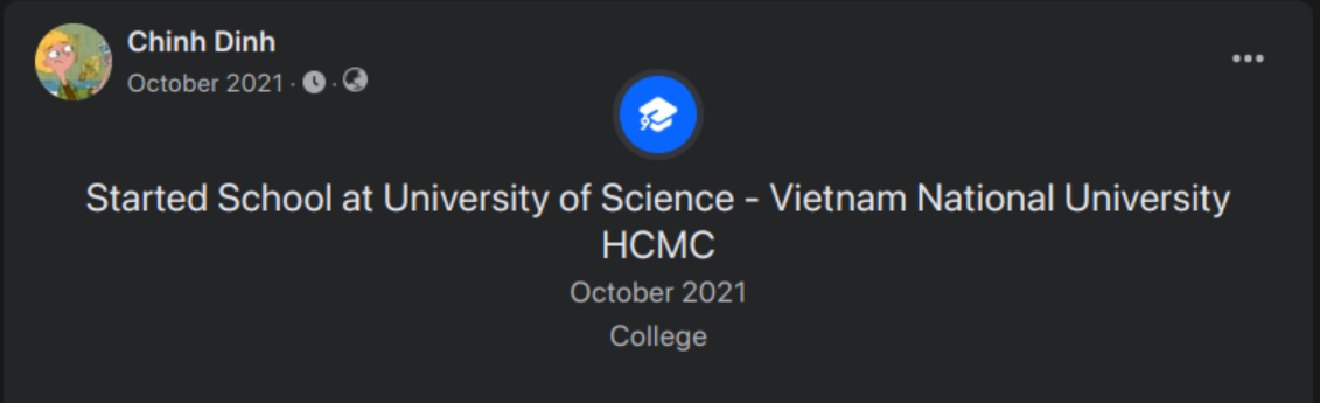 Chinh Dinh
October 2021 · ·
Started School at University of Science - Vietnam National University
HCMC
October 2021
College